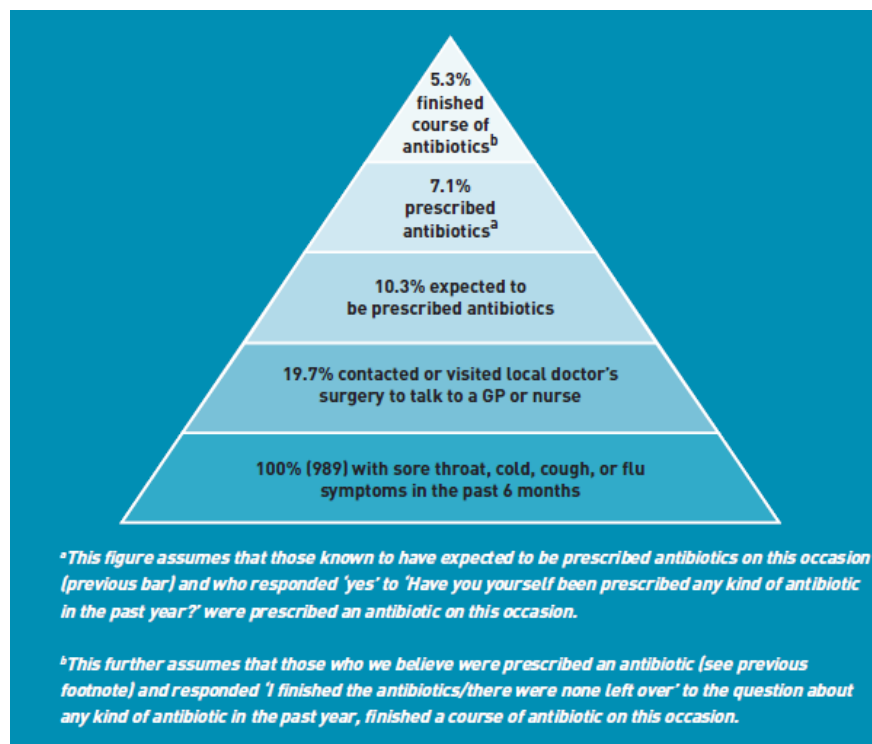 5.3%
finished
course of
antibioticsb
7.1%
prescribed
antibioticsa
10.3% expected to
be prescribed antibiotics
19.7% contacted or visited local doctor's
surgery to talk to a GP or nurse
100% (989) with sore throat, cold, cough, or flu
symptoms in the past 6 months
aThis figure assumes that those known to have expected to be prescribed antibiotics on this occasion
(previous bar) and who responded ‘yes’ to ‘Have you yourself been prescribed any kind of antibiotic
in the past year?’ were prescribed an antibiotic on this occasion.
bThis further assumes that those who we believe were prescribed an antibiotic (see previous
footnote) and responded ‘I finished the antibiotics/there were none left over’ to the question about
any kind of antibiotic in the past year, finished a course of antibiotic on this occasion.